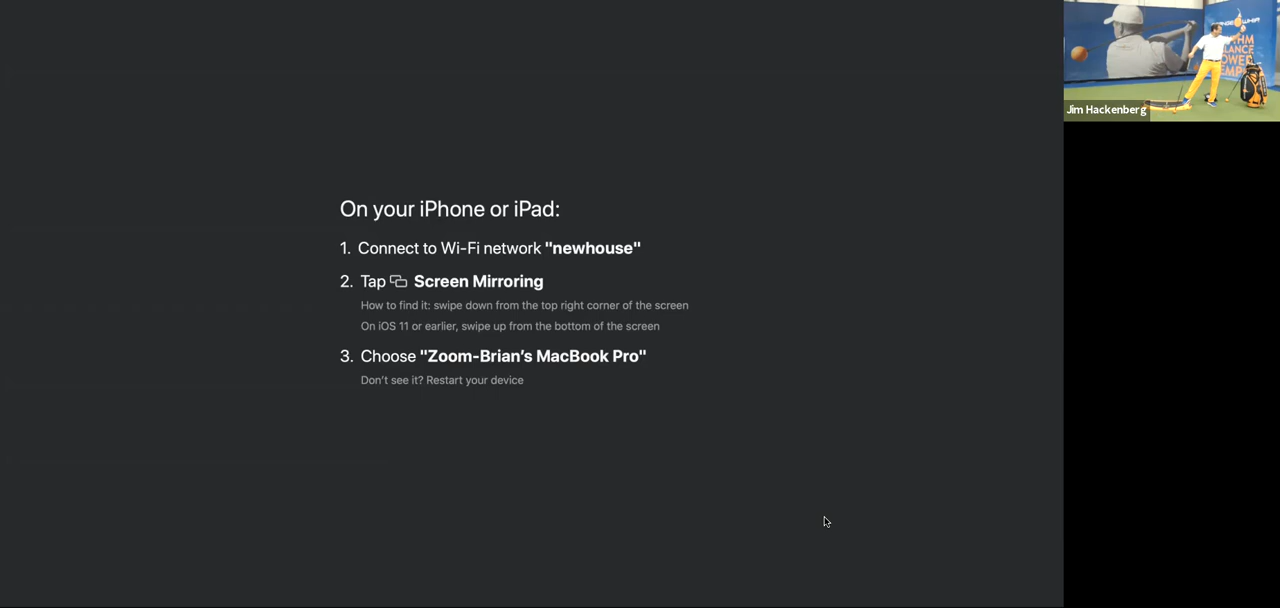 On your iPhone or iPad:
1. Connect to Wi-Fi network "newhouse"
2. Tap Screen Mirroring
How to find it: swipe down from the top right corner of the screen
On iOS 11 or earlier, swipe up from the bottom of the screen
3. Choose "Zoom-Brian's MacBook Pro"
Don't see it? Restart your device
Jim Hackenberg